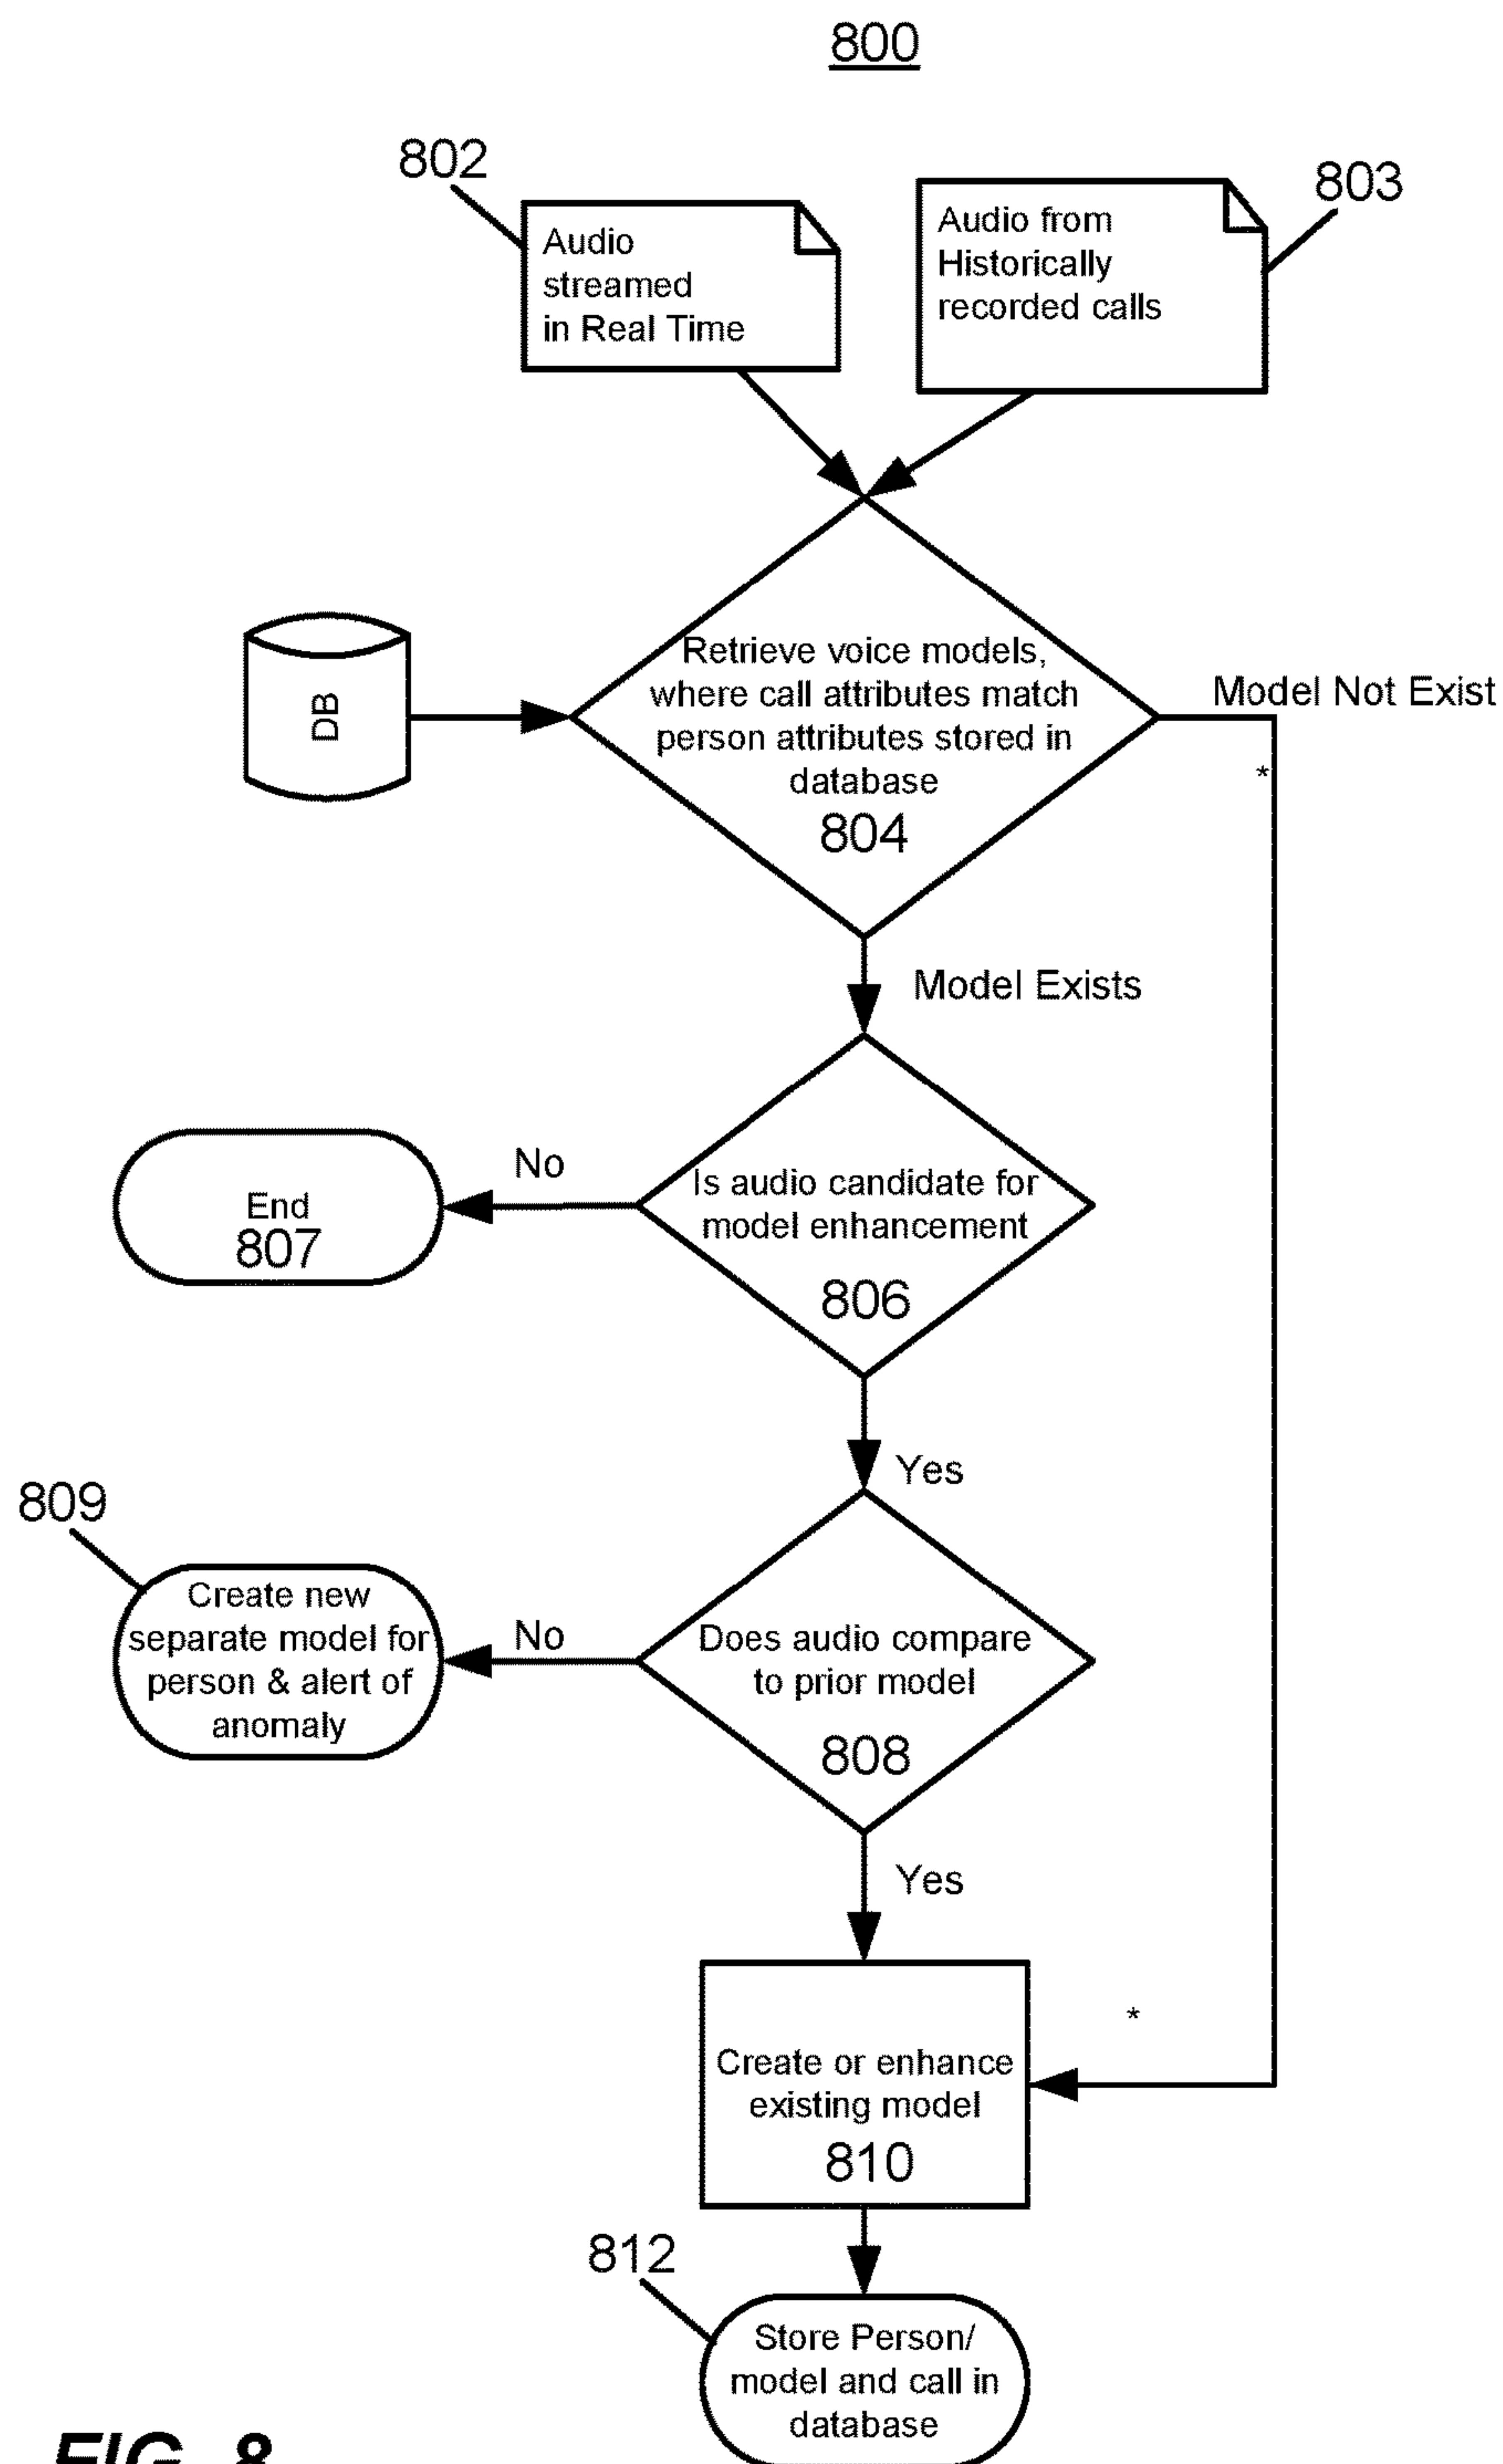 800
802
Audio
streamed
in Real Time
Audio from
Historically
recorded calls
803
DB
Retrieve voice models,
where call attributes match
person attributes stored in
database
804
Model Not Exist
*
Model Exists
Is audio candidate for
model enhancement
806
No
End
807
Yes
809
Create new
separate model for
person & alert of
anomaly
No
Does audio compare
to prior model
808
Yes
*
Create or enhance
existing model
810
812
Store Person/
model and call in
database
FIG. 8